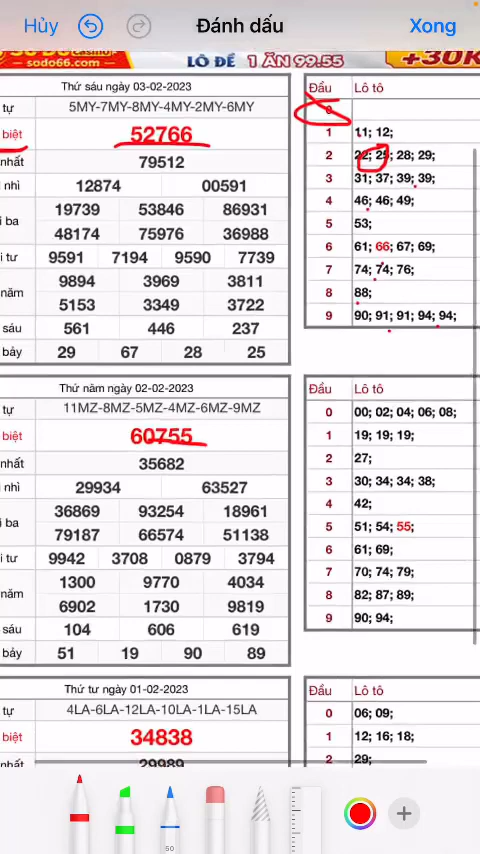 Hủy
Đánh dấu
Xong
sodo66.com
LÔ ĐỀ 1 ĂN 99.55
+30K
Thứ sáu ngày 03-02-2023
tự 5MY-7MY-8MY-4MY-2MY-6MY
biệt 52766
nhất 79512
i nhì 12874 00591
i ba 19739 53846 86931
48174 75976 36988
i tư 9591 7194 9590 7739
năm 9894 3969 3811
5153 3349 3722
sáu 561 446 237
bảy 29 67 28 25
Đầu Lô tô
0
1 11; 12;
2 22; 25; 28; 29;
3 31; 37; 39; 39;
4 46; 46; 49;
5 53;
6 61; 66; 67; 69;
7 74; 74; 76;
8 88;
9 90; 91; 91; 94; 94;
Thứ năm ngày 02-02-2023
tự 11MZ-8MZ-5MZ-4MZ-6MZ-9MZ
biệt 60755
nhất 35682
i nhì 29934 63527
i ba 36869 93254 18961
79187 66574 51138
i tư 9942 3708 0879 3794
năm 1300 9770 4034
6902 1730 9819
sáu 104 606 619
bảy 51 19 90 89
Đầu Lô tô
0 00; 02; 04; 06; 08;
1 19; 19; 19;
2 27;
3 30; 34; 34; 38;
4 42;
5 51; 54; 55;
6 61; 69;
7 70; 74; 79;
8 82; 87; 89;
9 90; 94;
Thứ tư ngày 01-02-2023
tự 4LA-6LA-12LA-10LA-1LA-15LA
biệt 34838
nhất 29989
Đầu Lô tô
0 06; 09;
1 12; 16; 18;
2 29;
50